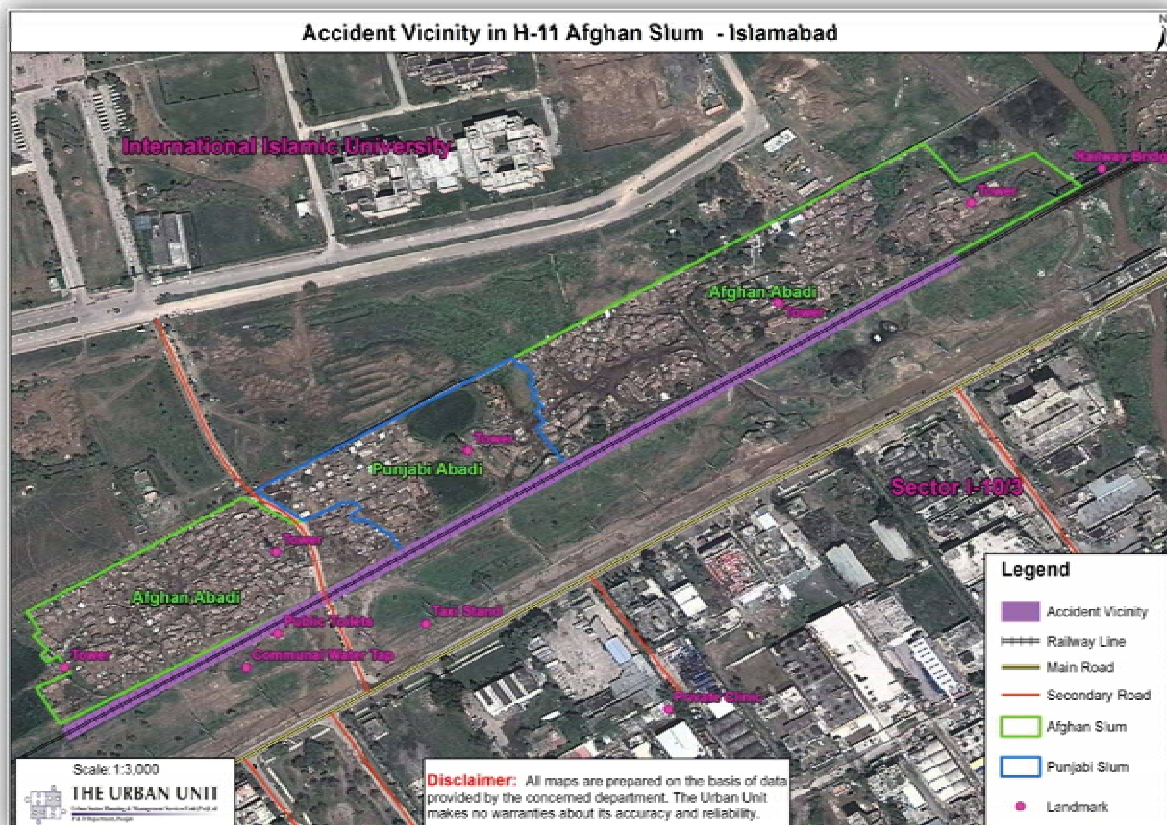 Accident Vicinity in H-11 Afghan Slum - Islamabad
N
International Islamic University
Railway Bridg
Tower
Afghan Abadi
Tower
Tower
Punjabi Abadi
Sector I-10/3
Tower
Afghan Abadi
Taxi Stand
Public Toilets
Communal Water Tap
Tower
Private Clinic
Legend
Accident Vicinity
Railway Line
Main Road
Secondary Road
Afghan Slum
Punjabi Slum
Landmark
Scale: 1:3,000
THE URBAN UNIT
Disclaimer: All maps are prepared on the basis of data
provided by the concerned department. The Urban Unit
makes no warranties about its accuracy and reliability.